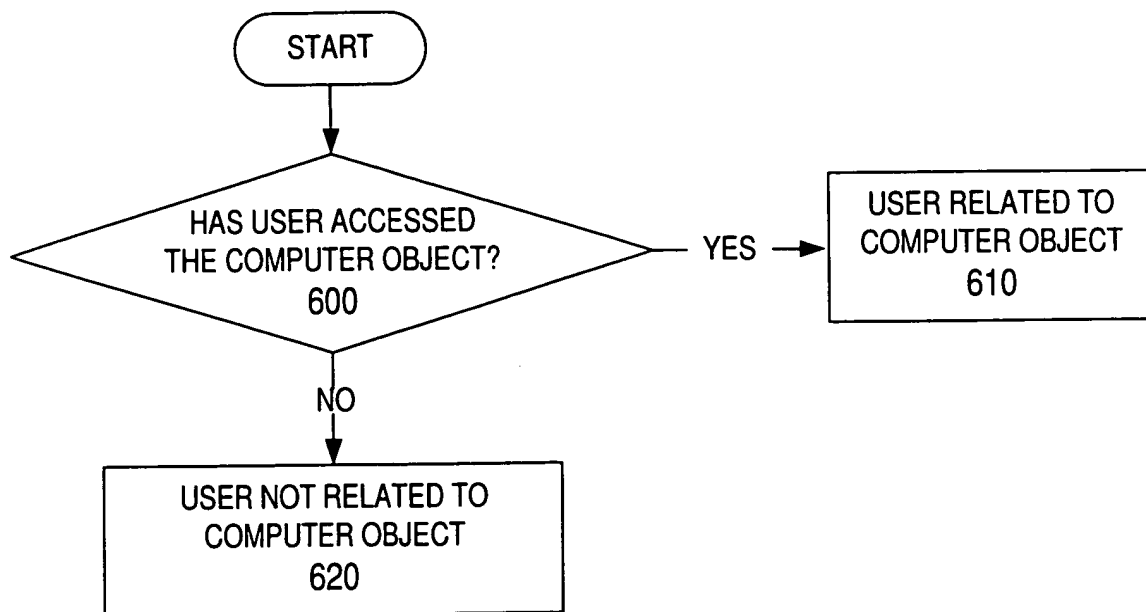 START
HAS USER ACCESSED
THE COMPUTER OBJECT?
600
YES
USER RELATED TO
COMPUTER OBJECT
610
NO
USER NOT RELATED TO
COMPUTER OBJECT
620